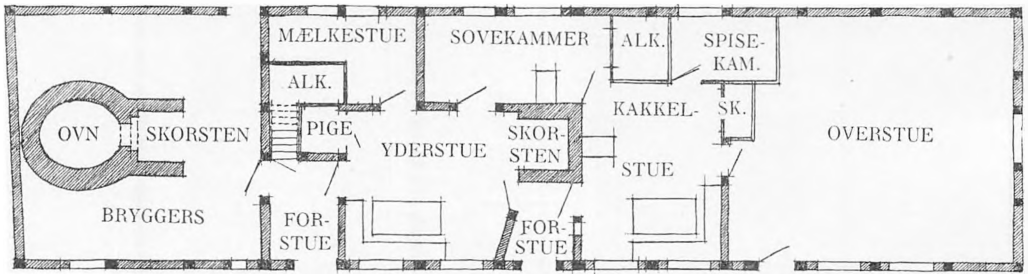 MÆLKESTUE
SOVEKAMMER
ALK.
SPISE-
KAM.
ALK.
KAKKEL-
STUE
SK.
OVN
SKORSTEN
PIGE
YDERSTUE
SKOR-
STEN
OVERSTUE
BRYGGERS
FOR-
STUE
FOR-
STUE